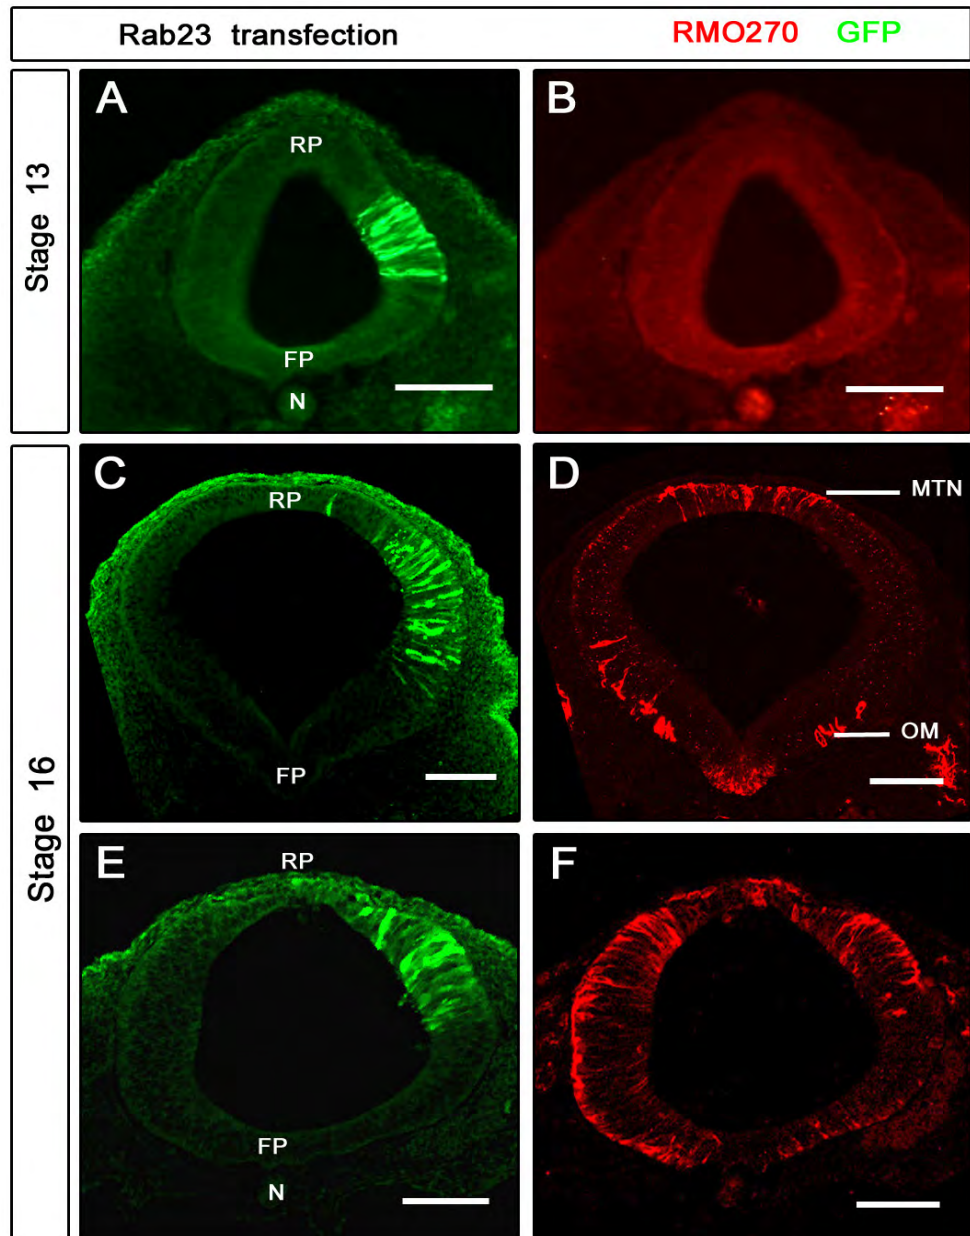 Rab23 transfection RMO270 GFP
Stage 13
A
RP
FP
N
B
Stage 16
C
RP
FP
D
MTN
OM
E
RP
FP
N
F